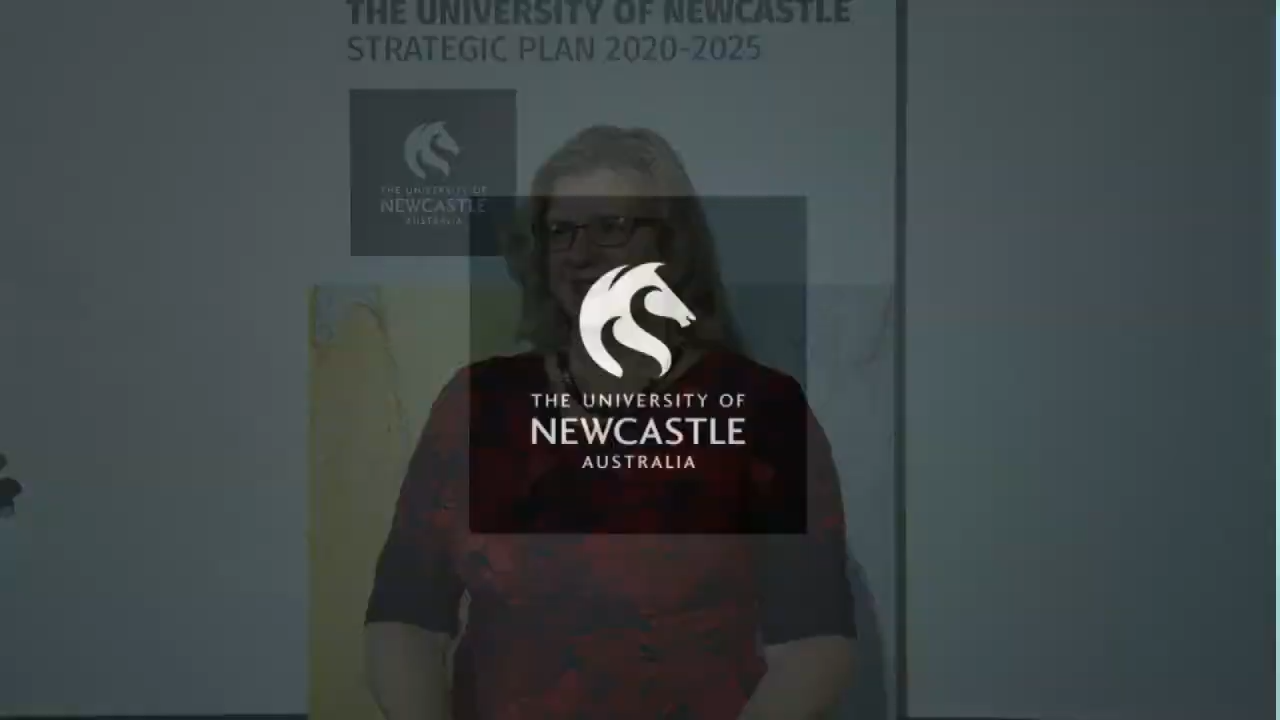 THE UNIVERSITY OF NEWCASTLE
STRATEGIC PLAN 2020-2025
THE UNIVERSITY OF
NEWCASTLE
AUSTRALIA
THE UNIVERSITY OF
NEWCASTLE
AUSTRALIA